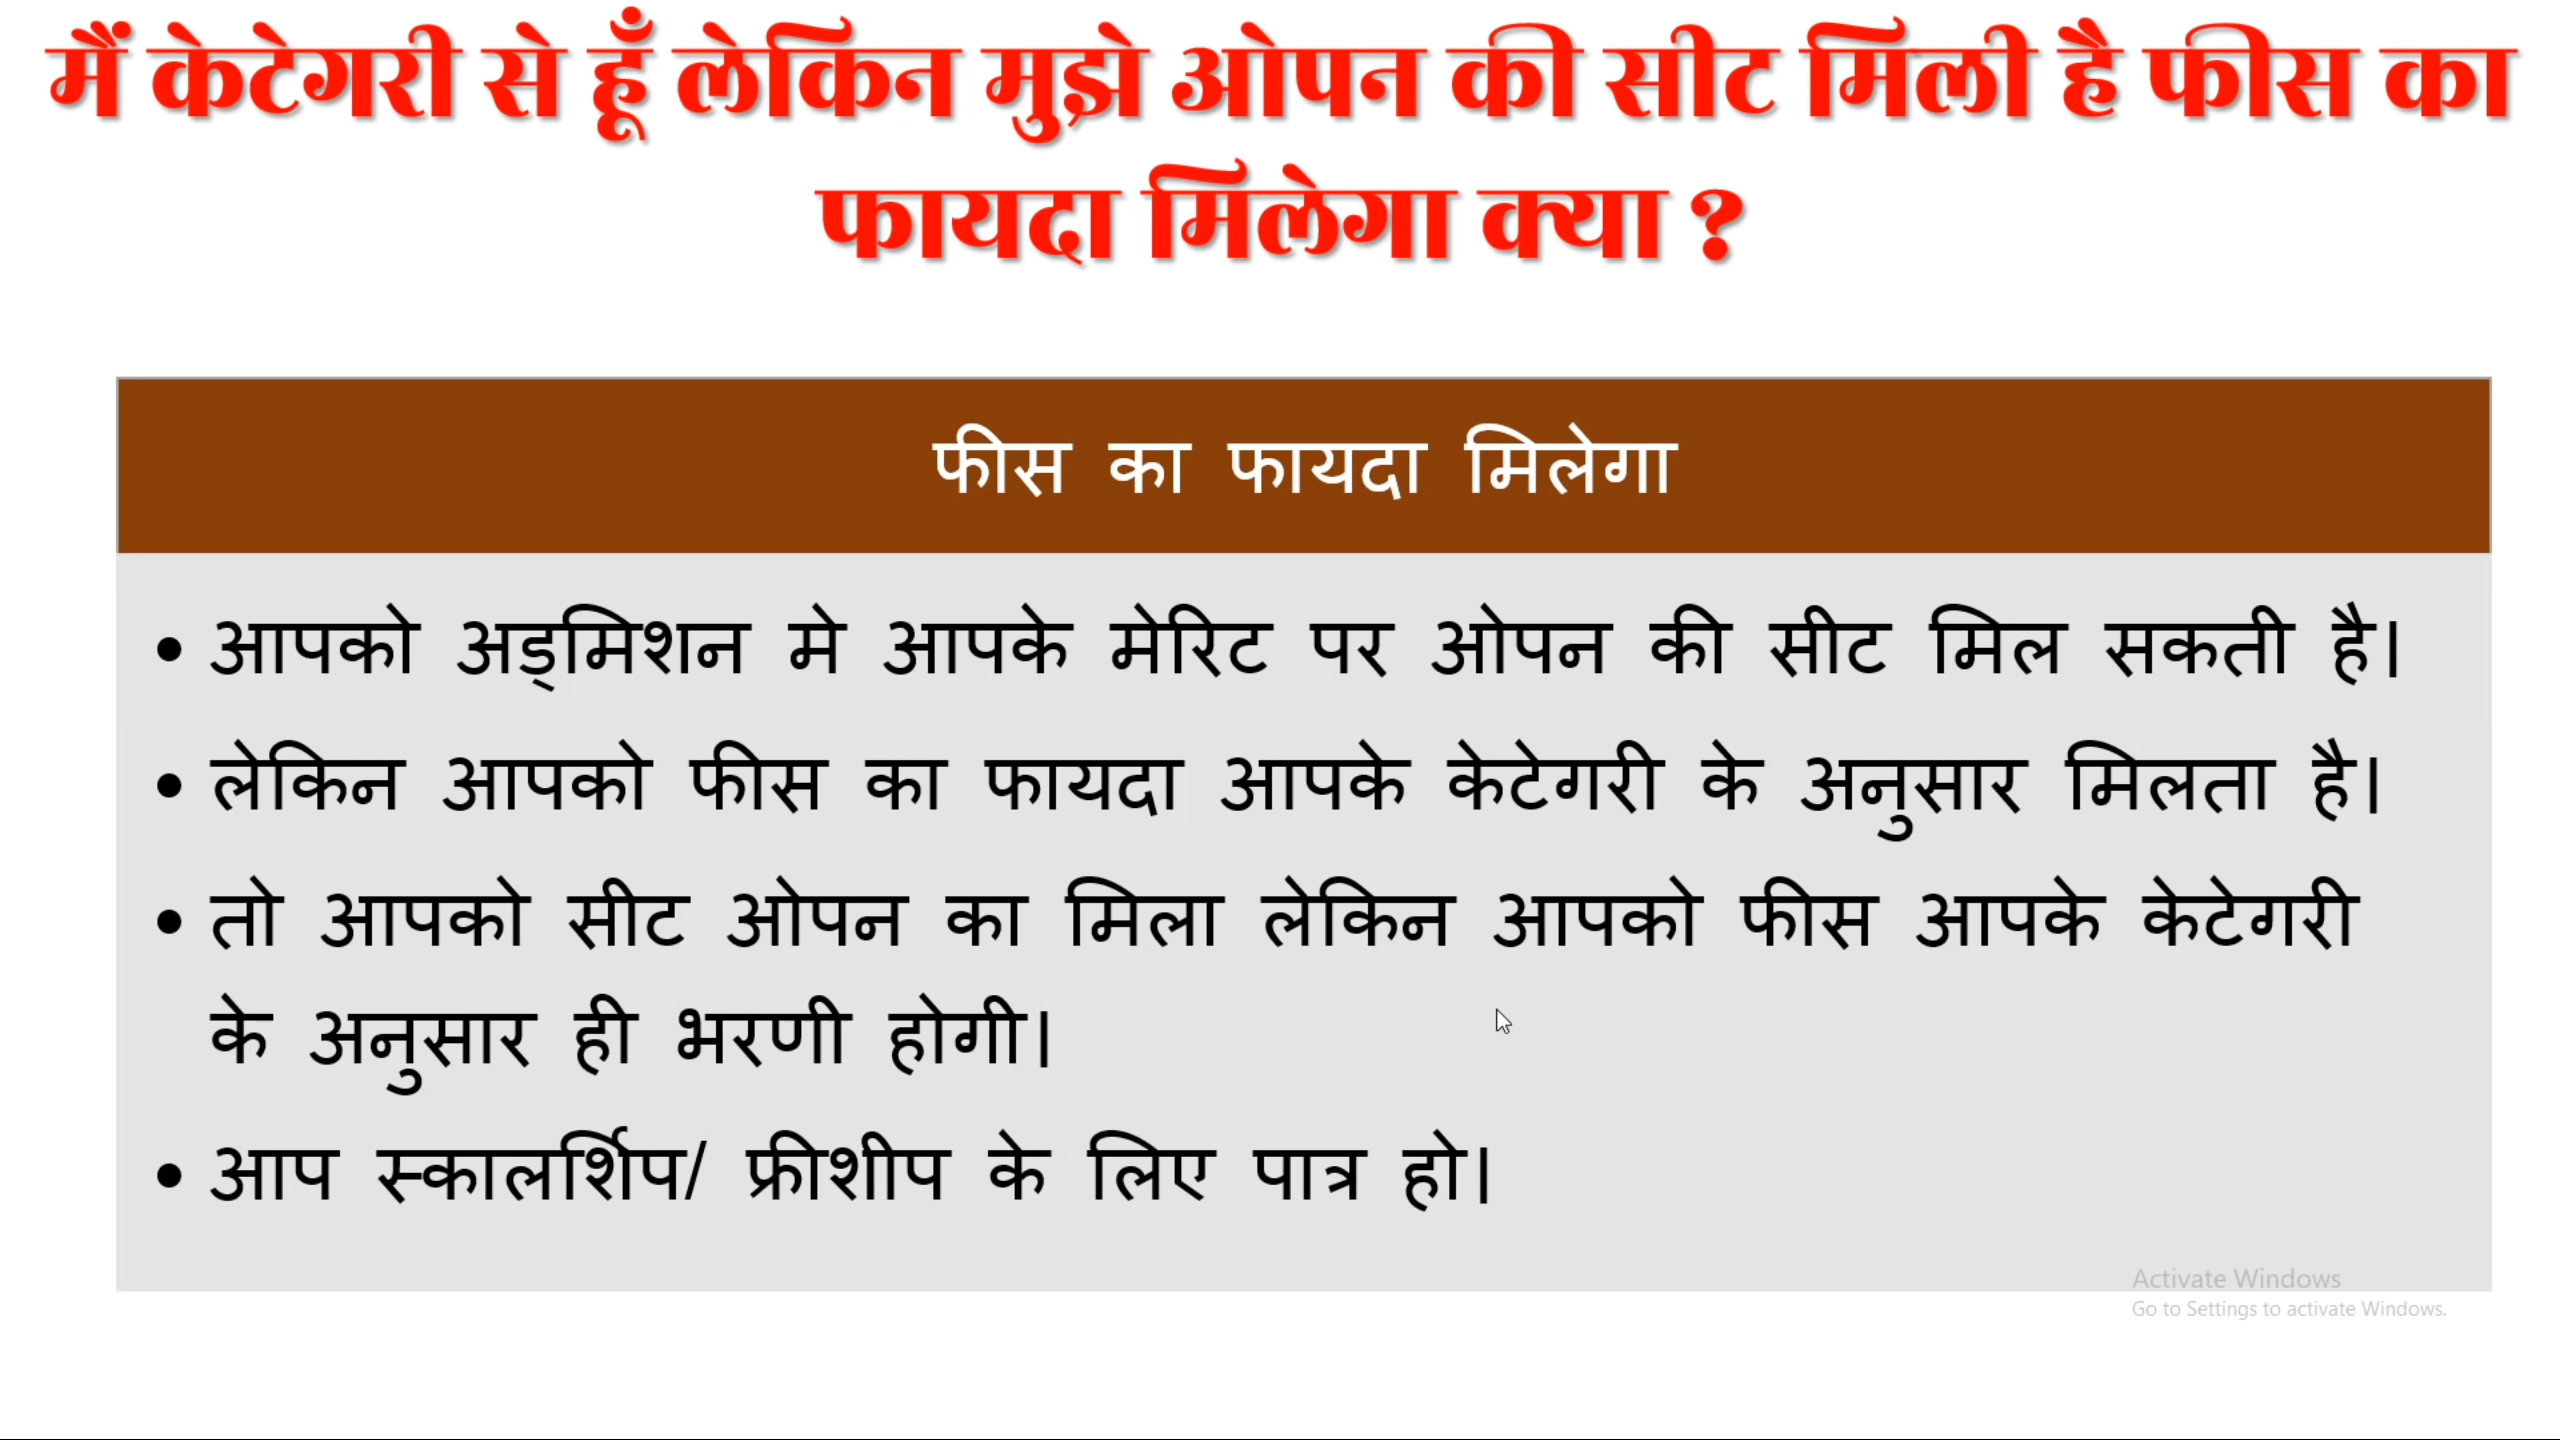 मैं केटेगरी से हूँ लेकिन मुझे ओपन की सीट मिली है फीस का
फायदा मिलेगा क्या ?
फीस का फायदा मिलेगा
• आपको अड्मिशन मे आपके मेरिट पर ओपन की सीट मिल सकती है।
• लेकिन आपको फीस का फायदा आपके केटेगरी के अनुसार मिलता है।
• तो आपको सीट ओपन का मिला लेकिन आपको फीस आपके केटेगरी
के अनुसार ही भरणी होगी।
• आप स्कालर्शिप/ फ्रीशीप के लिए पात्र हो।
Activate Windows
Go to Settings to activate Windows.